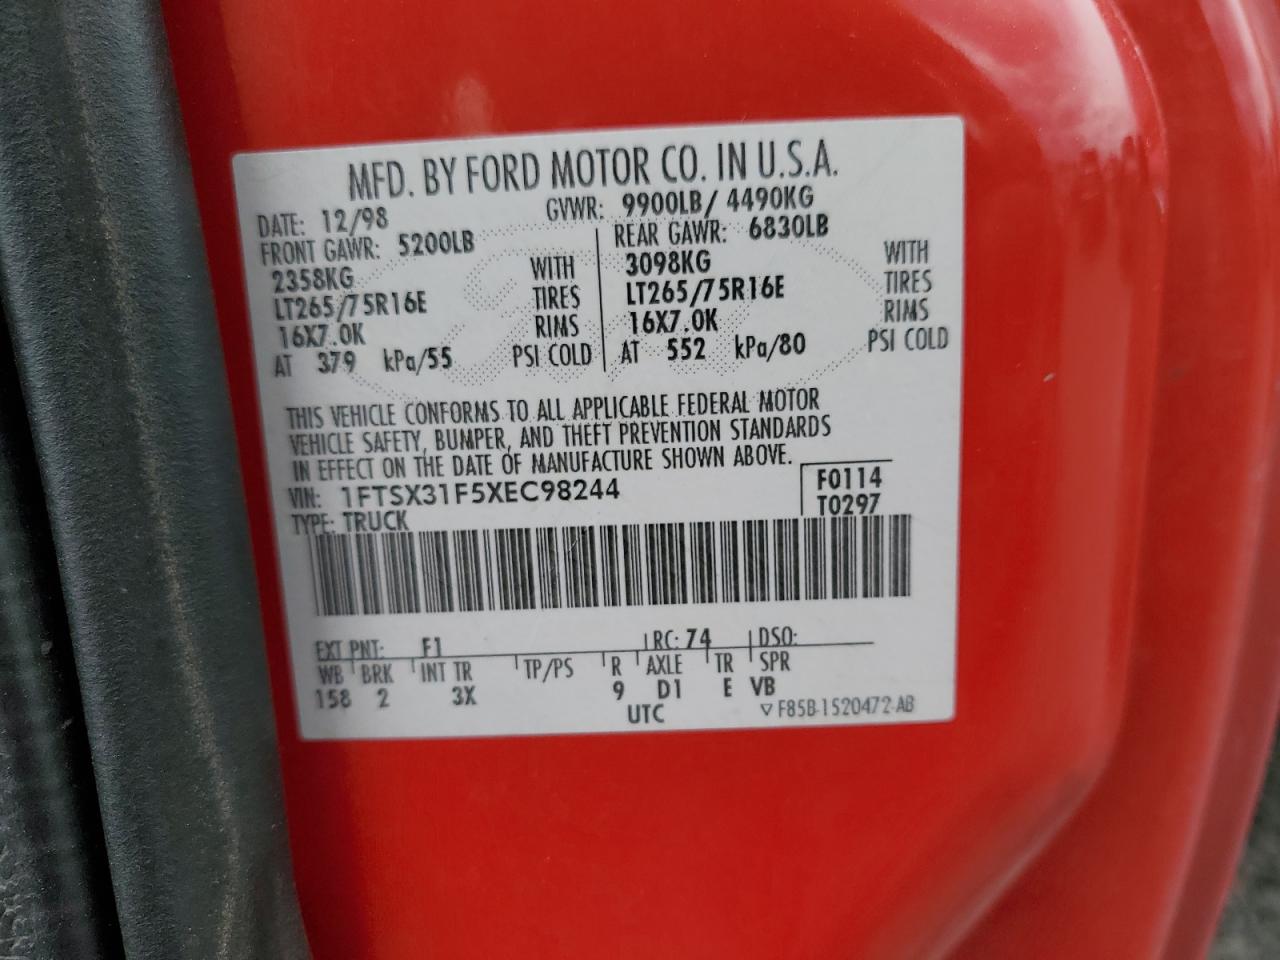 MFD. BY FORD MOTOR CO. IN U.S.A.
DATE: 12/98 GVWR: 9900LB/ 4490KG
FRONT GAWR: 5200LB REAR GAWR: 6830LB
2358KG WITH 3098KG WITH
LT265/75R16E TIRES LT265/75R16E TIRES
16X7.0K RIMS 16X7.0K RIMS
AT 379 kPa/55 PSI COLD AT 552 kPa/80 PSI COLD
THIS VEHICLE CONFORMS TO ALL APPLICABLE FEDERAL MOTOR
VEHICLE SAFETY, BUMPER, AND THEFT PREVENTION STANDARDS
IN EFFECT ON THE DATE OF MANUFACTURE SHOWN ABOVE.
VIN: 1FTSX31F5XEC98244 F0114
TYPE: TRUCK T0297
EXT PNT: F1 RC: 74 DSO:
WB BRK INT TR TP/PS R AXLE TR SPR
158 2 3X 9 D1 E VB
UTC ▽ F85B-1520472-AB